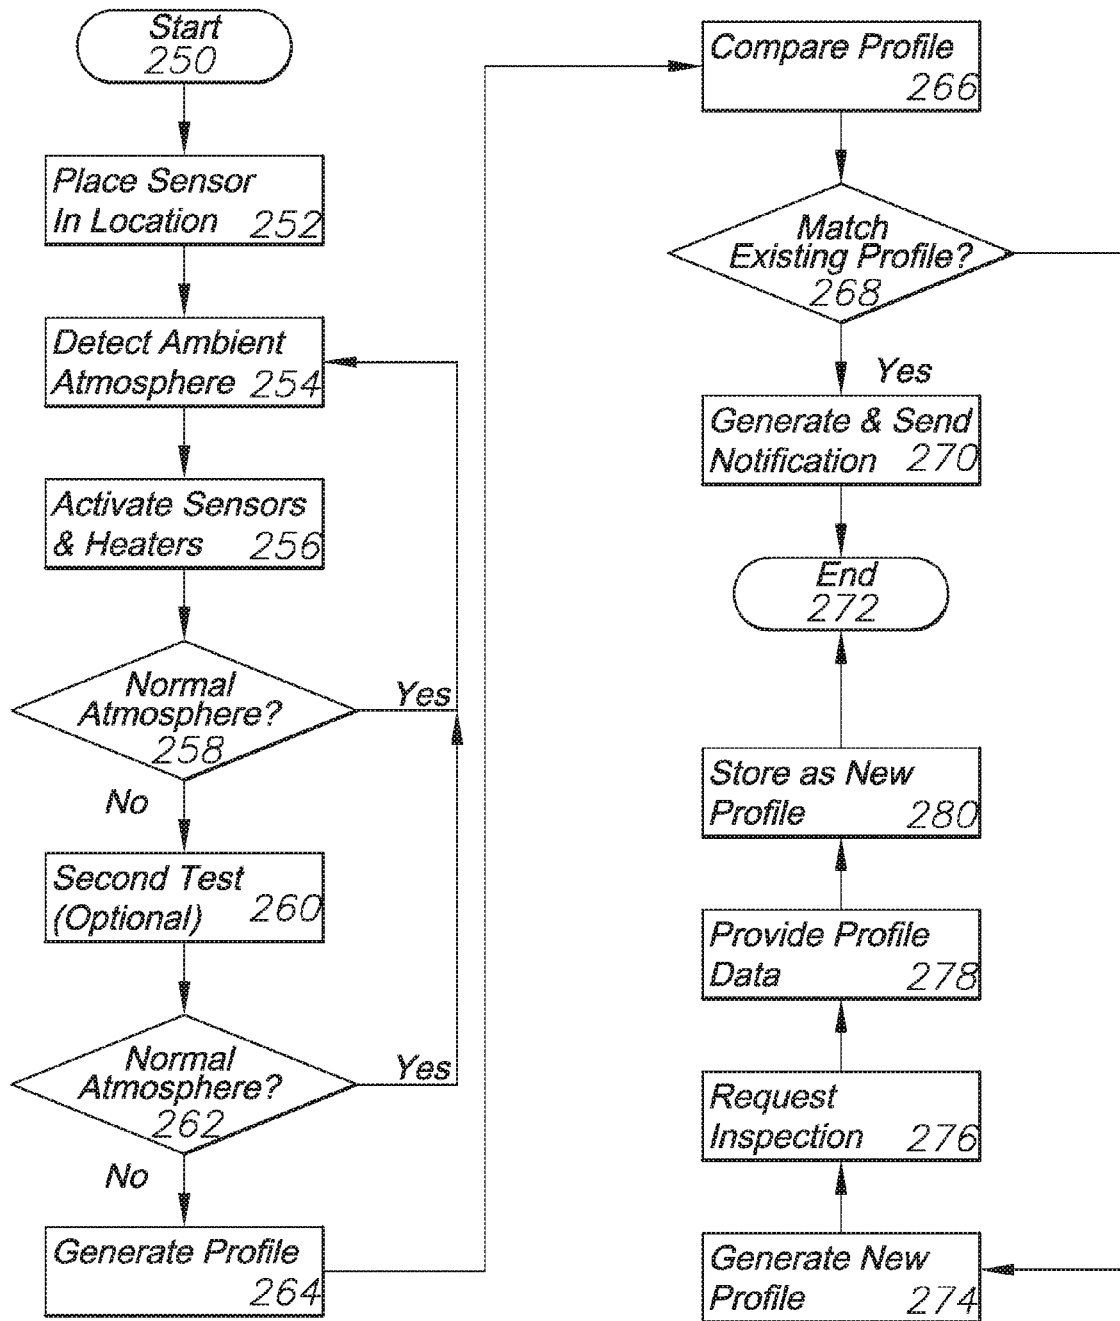 Start
250
Place Sensor
In Location 252
Detect Ambient
Atmosphere 254
Activate Sensors
& Heaters 256
Normal
Atmosphere?
258
Yes
No
Second Test
(Optional) 260
Normal
Atmosphere?
262
Yes
No
Generate Profile
264
Compare Profile
266
Match
Existing Profile?
268
Yes
Generate & Send
Notification 270
End
272
Store as New
Profile 280
Provide Profile
Data 278
Request
Inspection 276
Generate New
Profile 274